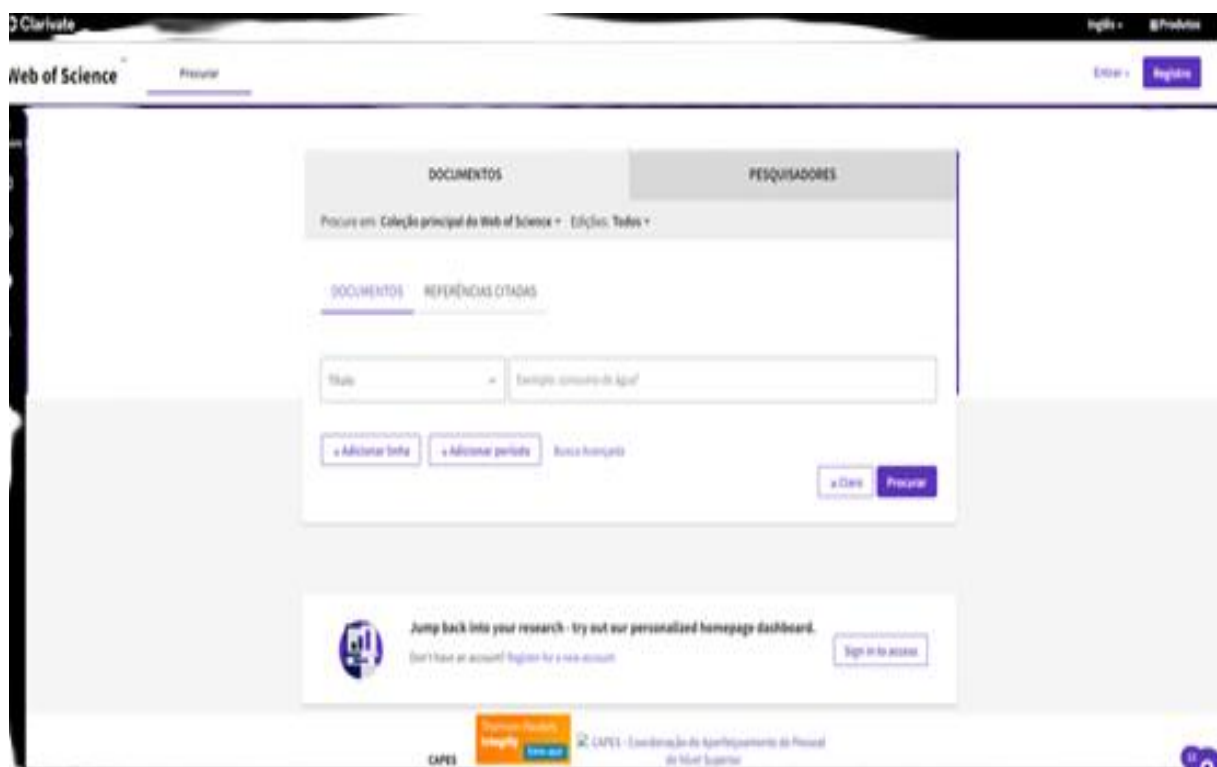 Clarivate
Inglês
Produtos
Web of Science
Procurar
Entrar
Registro
DOCUMENTOS
PESQUISADORES
Procure em: Coleção principal do Web of Science Edições: Todos
DOCUMENTOS
REFERÊNCIAS CITADAS
Título
Exemplo: consumo de água*
+ Adicionar linha
+ Adicionar período
Busca Avançada
× Claro
Procurar
Jump back into your research - try out our personalized homepage dashboard.
Don't have an account? Register for a new account
Sign in to access
CAPES
CAPES - Coordenação de Aperfeiçoamento de Pessoal
de Nível Superior